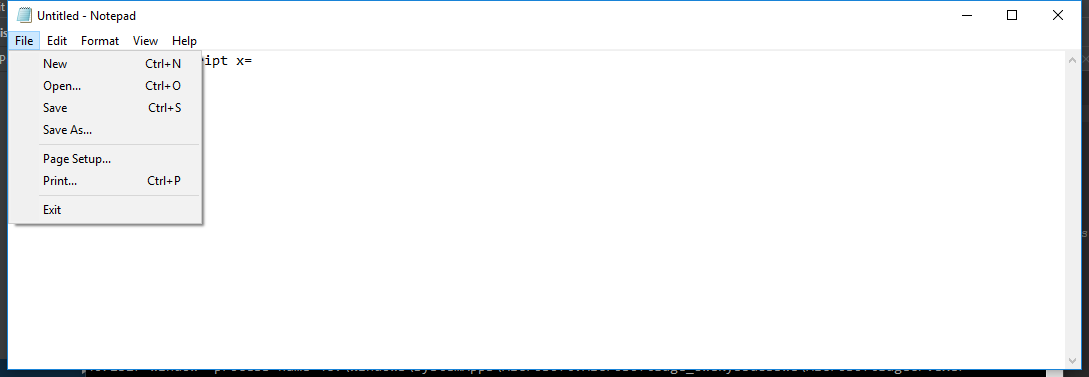 Untitled - Notepad
File Edit Format View Help
ipt x=
New Ctrl+N
Open... Ctrl+O
Save Ctrl+S
Save As...
Page Setup...
Print... Ctrl+P
Exit